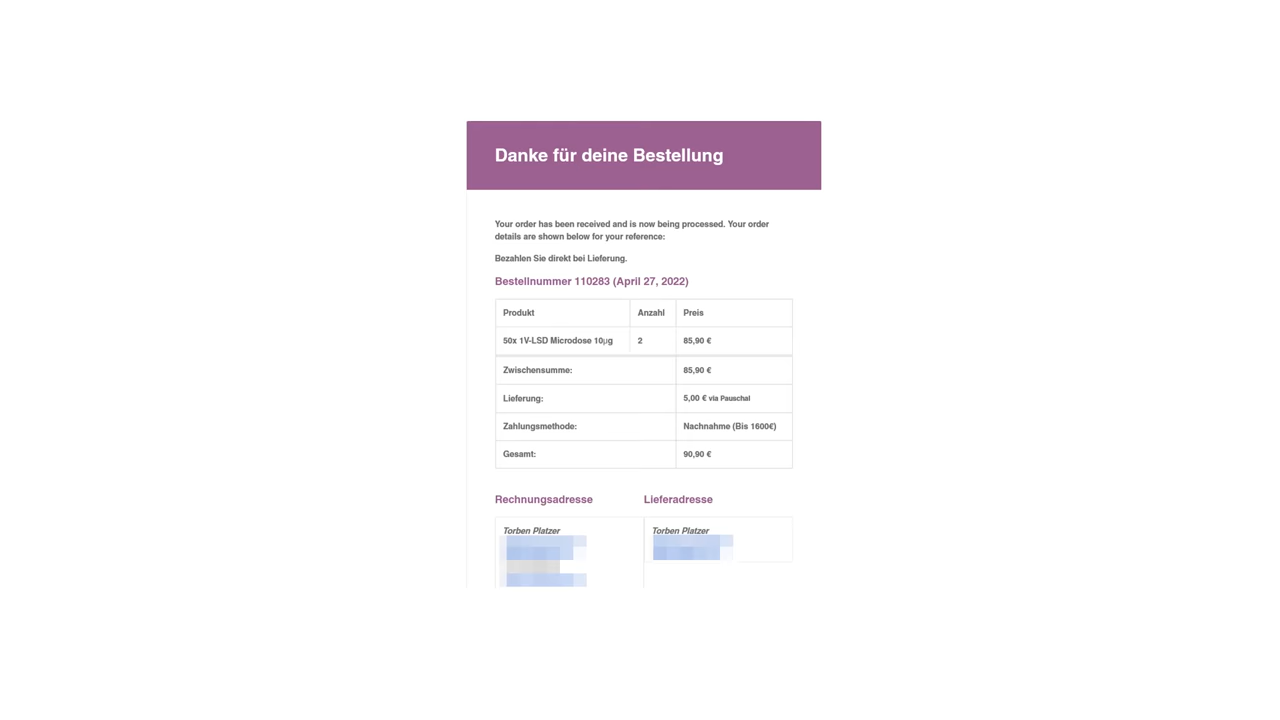 Danke für deine Bestellung
Your order has been received and is now being processed. Your order
details are shown below for your reference:
Bezahlen Sie direkt bei Lieferung.
Bestellnummer 110283 (April 27, 2022)
Produkt Anzahl Preis
50x 1V-LSD Microdose 10µg 2 85,90 €
Zwischensumme: 85,90 €
Lieferung: 5,00 € via Pauschal
Zahlungsmethode: Nachnahme (Bis 1600€)
Gesamt: 90,90 €
Rechnungsadresse Lieferadresse
Torben Platzer Torben Platzer